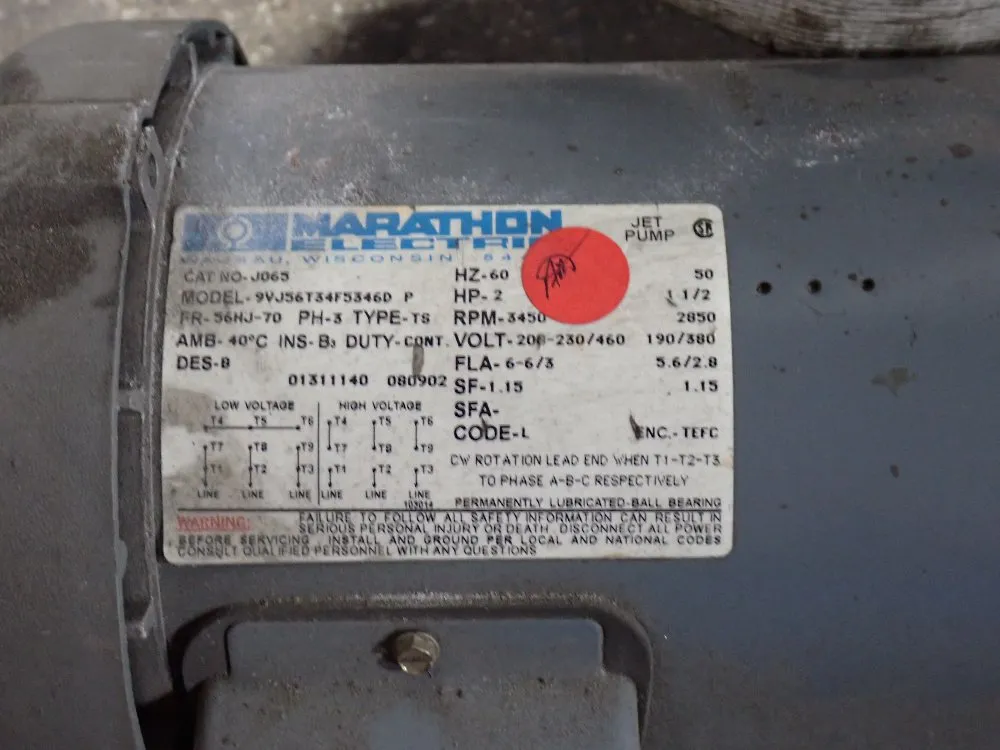 MARATHON
ELECTRIC
JET
PUMP
WAUSAU, WISCONSIN 54
CAT NO-J065
HZ-60 50
MODEL-9VJ56T34F5346D P
HP-2 1 1/2
FR-56HJ-70 PH-3 TYPE-TS
RPM-3450 2850
AMB-40°C INS-B3 DUTY-CONT.
VOLT-208-230/460 190/380
DES-B
FLA-6-6/3 5.6/2.8
01311140 080902
SF-1.15 1.15
SFA-
CODE-L ENC.-TEFC
LOW VOLTAGE HIGH VOLTAGE
T4 T5 T6 T4 T5 T6
T7 T8 T9 T7 T8 T9
T1 T2 T3 T1 T2 T3
LINE LINE LINE LINE LINE LINE
103014
CW ROTATION LEAD END WHEN T1-T2-T3
TO PHASE A-B-C RESPECTIVELY
PERMANENTLY LUBRICATED-BALL BEARING
WARNING: FAILURE TO FOLLOW ALL SAFETY INFORMATION CAN RESULT IN
SERIOUS PERSONAL INJURY OR DEATH. DISCONNECT ALL POWER
BEFORE SERVICING. INSTALL AND GROUND PER LOCAL AND NATIONAL CODES
CONSULT QUALIFIED PERSONNEL WITH ANY QUESTIONS